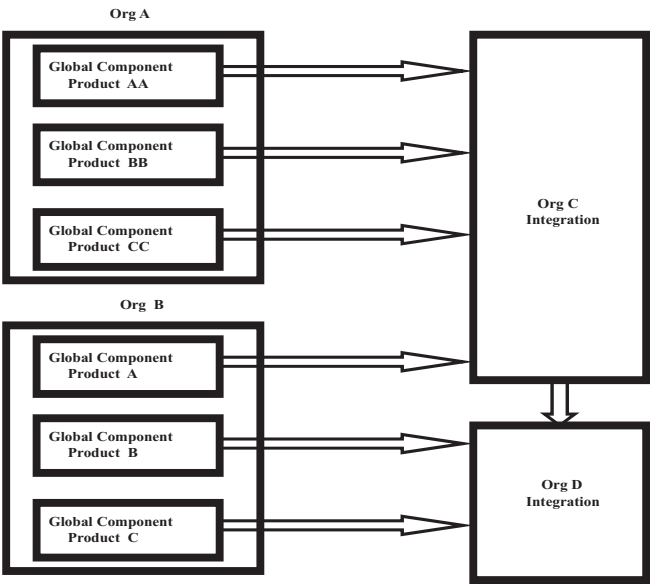 Org A
Global Component
Product AA
Global Component
Product BB
Global Component
Product CC
Org B
Global Component
Product A
Global Component
Product B
Global Component
Product C
Org C
Integration
Org D
Integration